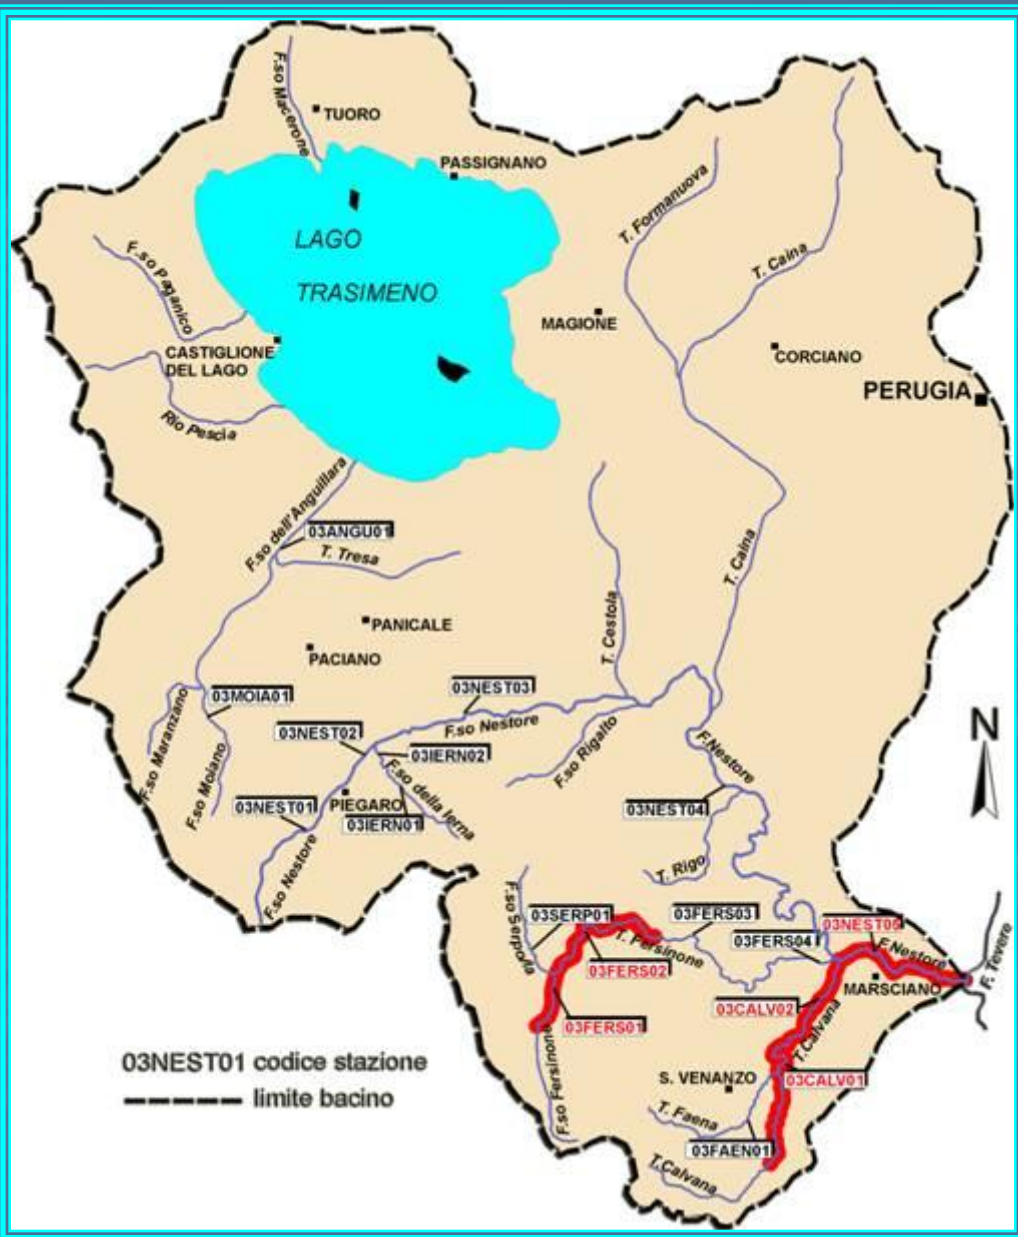 F.so Macerone
TUORO
PASSIGNANO
LAGO
TRASIMENO
T. Formanuova
T. Caina
F.so Paganico
MAGIONE
CASTIGLIONE
DEL LAGO
CORCIANO
PERUGIA
Rio Pescia
F.so dell'Anguillara
03ANGU01
T. Tresa
T. Caina
T. Cestola
PANICALE
PACIANO
03MOIA01
03NEST03
F.so Maranzano
F.so Nestore
03NEST02
03IERN02
F.so Rigalto
F.Nestore
N
F.so Moiano
F.so della Ierna
PIEGARO
03NEST01
03IERN01
03NEST04
F.so Nestore
T. Rigo
F.so Serpolla
03SERP01
03FERS03
03NEST05
T. Persinone
03FERS04
F.Nestore
F. Tevere
03FERS02
MARSCIANO
03CALV02
03FERS01
T.Calvana
F.so Fersinone
03NEST01 codice stazione
S. VENANZO
03CALV01
limite bacino
T. Faena
03FAEN01
T.Calvana